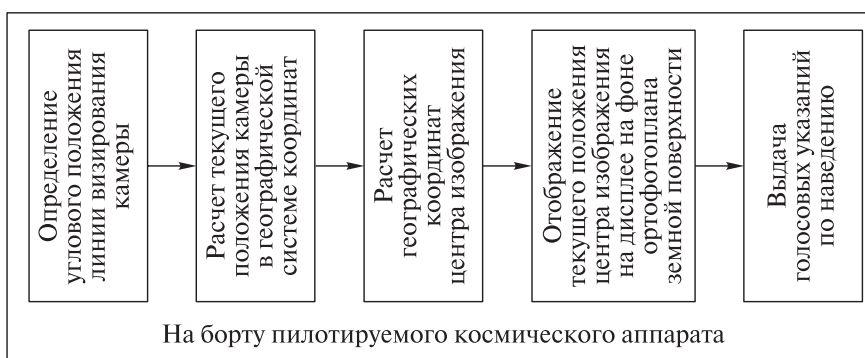 Определение
углового положения
линии визирования
камеры
Расчет текущего
положения камеры
в географической
системе координат
Расчет
географических
координат
центра изображения
Отображение
текущего положения
центра изображения
на дисплее на фоне
ортофотоплана
земной поверхности
Выдача
голосовых указаний
по наведению
На борту пилотируемого космического аппарата